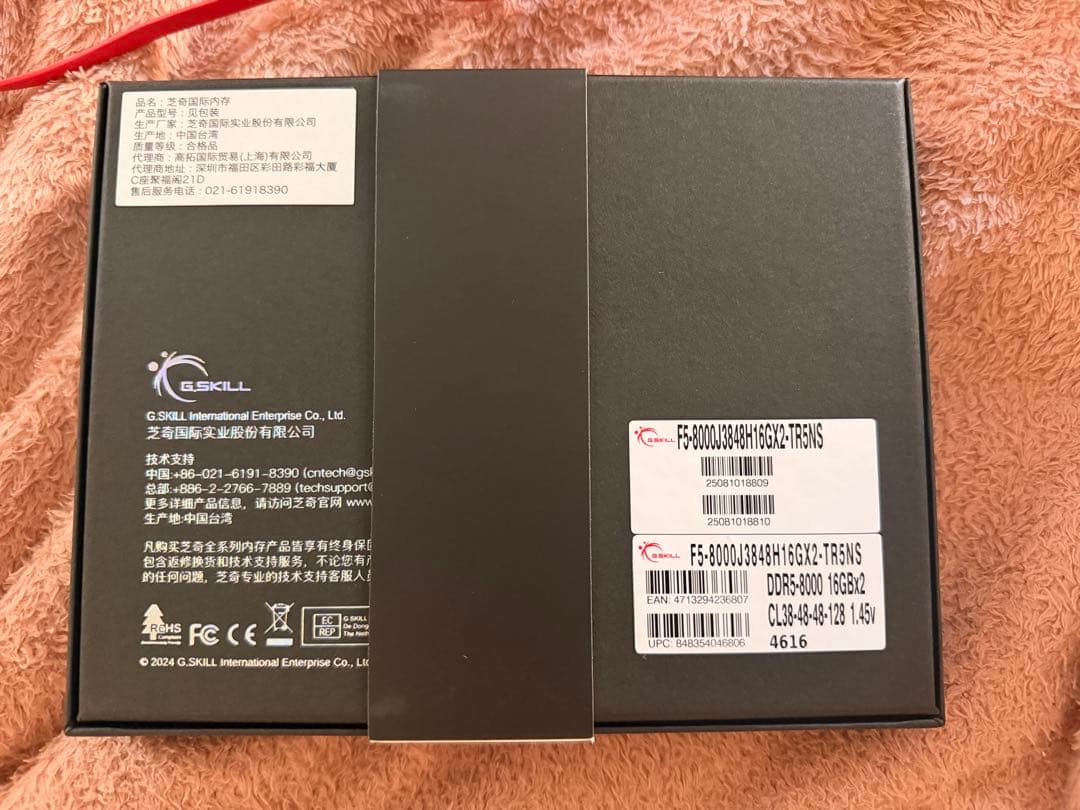 品名：芝奇国际内存
产品型号：见包装
生产厂家：芝奇国际实业股份有限公司
生产地：中国台湾
质量等级：合格品
代理商：高拓国际贸易(上海)有限公司
代理商地址：深圳市福田区彩田路彩福大厦
C座聚福阁21D
售后服务电话：021-61918390
G.SKILL
G.SKILL International Enterprise Co., Ltd.
芝奇国际实业股份有限公司
技术支持
中国:+86-021-6191-8390 (cntech@gsk
总部:+886-2-2766-7889 (techsupport@
更多详细产品信息，请访问芝奇官网 www
生产地:中国台湾
凡购买芝奇全系列内存产品皆享有终身保固
包含返修换货和技术支持服务，不论您有
的任何问题，芝奇专业的技术支持客服人员
RoHS
Compliant
FC CE
EC REP
G.SKILL
De Dong
The Neth
© 2024 G.SKILL International Enterprise Co., Ltd
G.SKILL F5-8000J3848H16GX2-TR5NS
25081018809
25081018810
G.SKILL F5-8000J3848H16GX2-TR5NS
DDR5-8000 16GBx2
EAN: 4713294236807
CL38-48-48-128 1.45v
UPC: 848354046806
4616